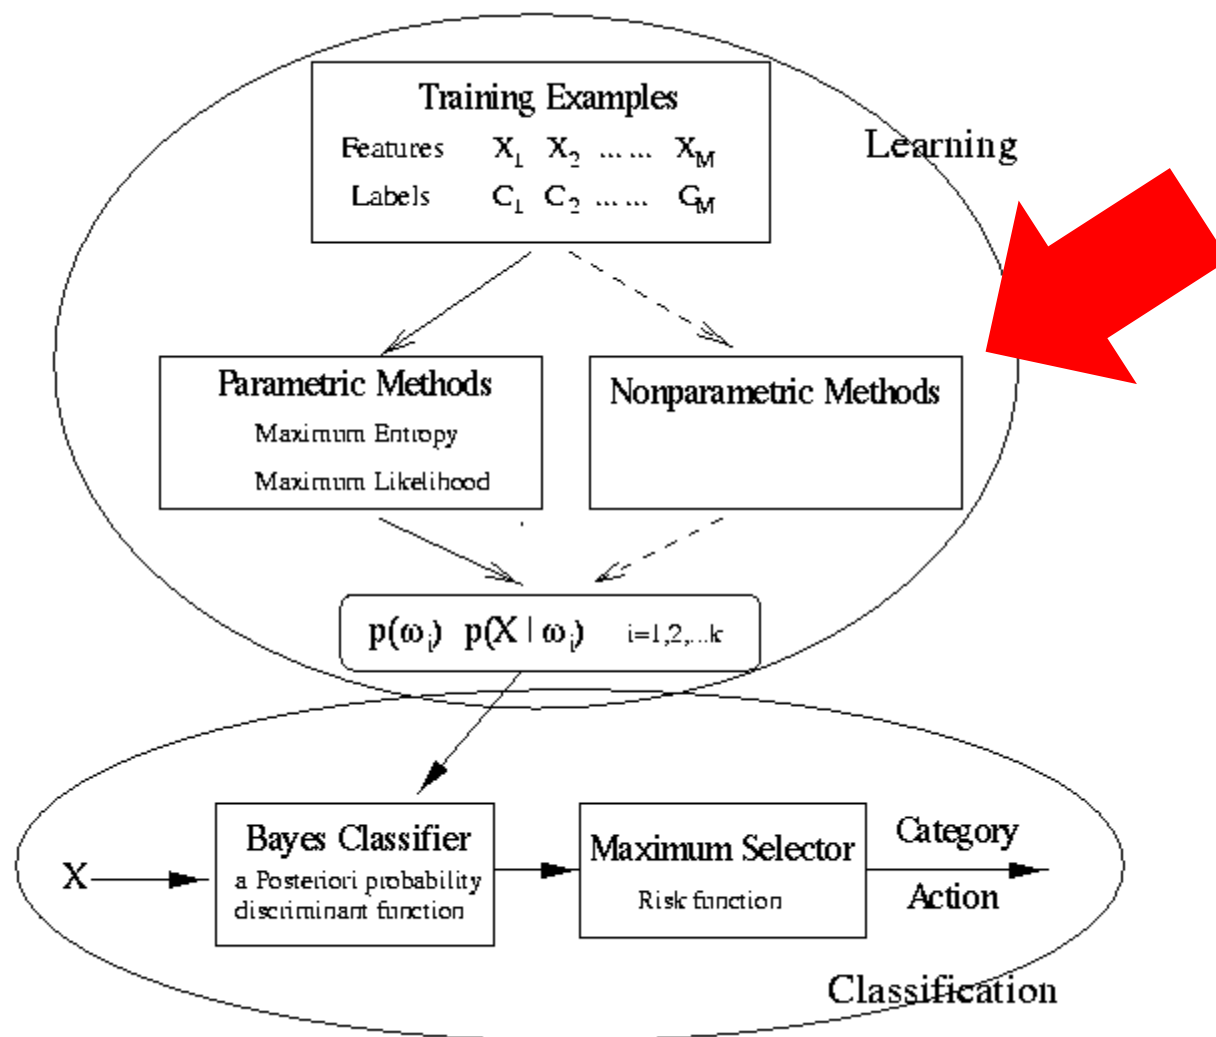 Training Examples
Features X1 X2 ... ... XM
Labels C1 C2 ... ... CM
Learning
Parametric Methods
Maximum Entropy
Maximum Likelihood
Nonparametric Methods
p(ωi) p(X | ωi) i=1,2,...k
X
Bayes Classifier
a Posteriori probability
discriminant function
Maximum Selector
Risk function
Category
Action
Classification